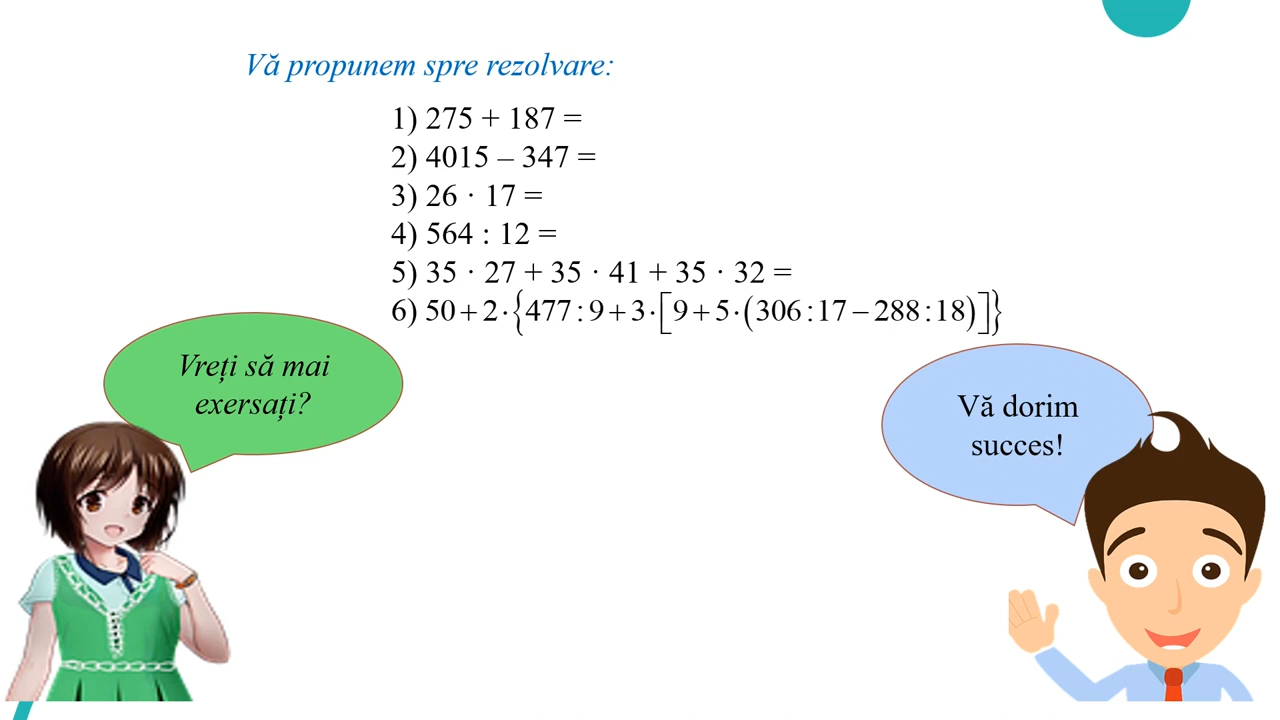 Vă propunem spre rezolvare:
1) 275 + 187 =
2) 4015 – 347 =
3) 26 · 17 =
4) 564 : 12 =
5) 35 · 27 + 35 · 41 + 35 · 32 =
6) 50 + 2 · {477 : 9 + 3 · [9 + 5 · (306 : 17 – 288 : 18)]}
Vreți să mai
exersați?
Vă dorim
succes!